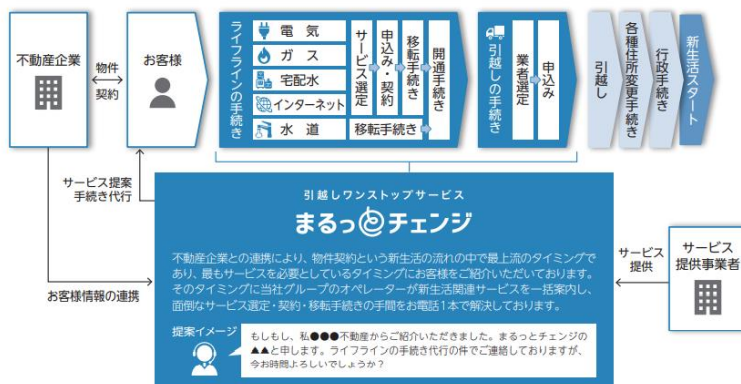 不動産企業
物件
契約
お客様
ライフラインの手続き
電気
ガス
宅配水
インターネット
水道
サービス選定
申込み・契約
移転手続き
開通手続き
移転手続き
引越しの手続き
業者選定
申込み
引越し
各種住所変更手続き
行政手続き
新生活スタート
サービス提案
手続き代行
お客様情報の連携
引越しワンストップサービス
まるっとチェンジ
不動産企業との連携により、物件契約という新生活の流れの中で最上流のタイミングで
あり、最もサービスを必要としているタイミングにお客様をご紹介いただいております。
そのタイミングに当社グループのオペレーターが新生活関連サービスを一括案内し、
面倒なサービス選定・契約・移転手続きの手間をお電話1本で解決しております。
提案イメージ
もしもし、私●●●不動産からご紹介いただきました。まるっとチェンジの
▲▲と申します。ライフラインの手続き代行の件でご連絡しておりますが、
今お時間よろしいでしょうか？
サービス
提供
サービス
提供事業者